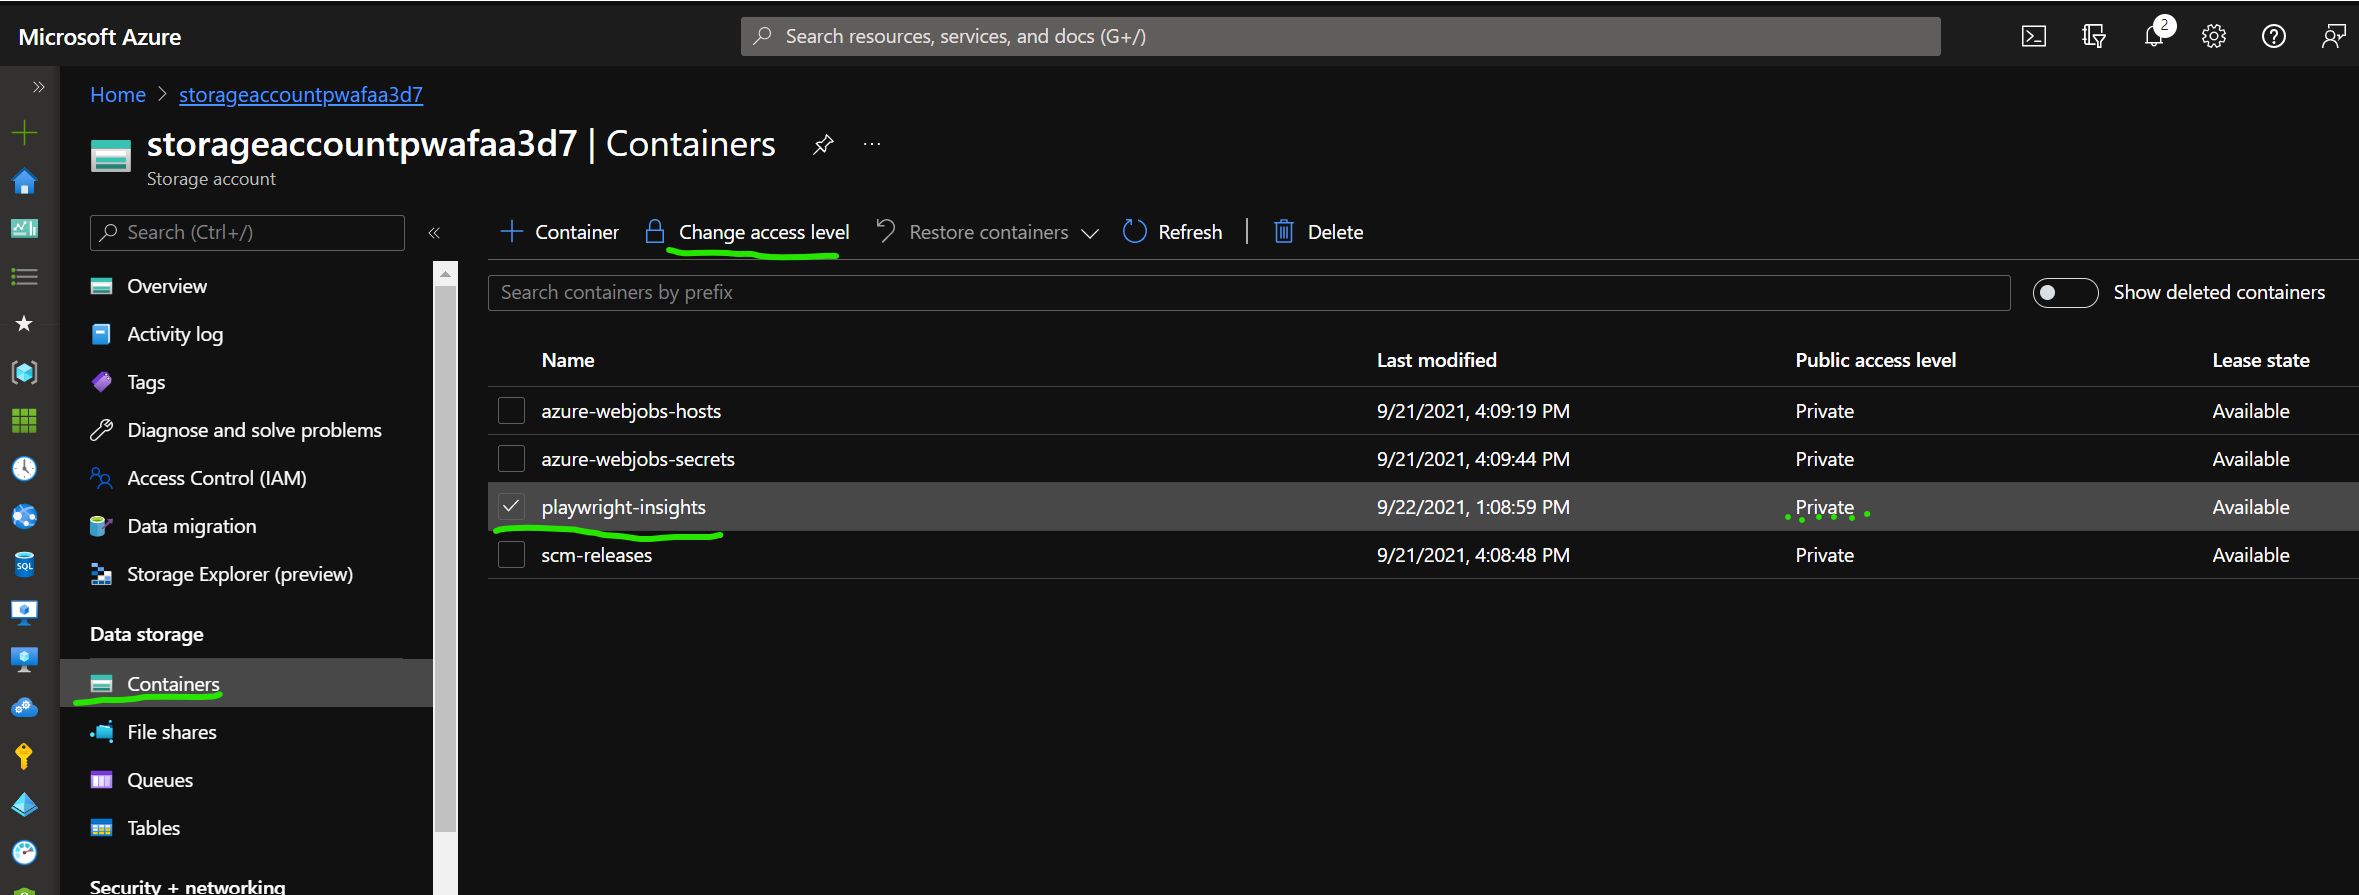 Microsoft Azure
Search resources, services, and docs (G+/)
2
Home > storageaccountpwafaa3d7
storageaccountpwafaa3d7 | Containers
Storage account
Search (Ctrl+/)
Container
Change access level
Restore containers
Refresh
Delete
Search containers by prefix
Show deleted containers
Overview
Activity log
Tags
Diagnose and solve problems
Access Control (IAM)
Data migration
Storage Explorer (preview)
Data storage
Containers
File shares
Queues
Tables
Security + networking
SQL
Name Last modified Public access level Lease state
azure-webjobs-hosts 9/21/2021, 4:09:19 PM Private Available
azure-webjobs-secrets 9/21/2021, 4:09:44 PM Private Available
playwright-insights 9/22/2021, 1:08:59 PM Private Available
scm-releases 9/21/2021, 4:08:48 PM Private Available